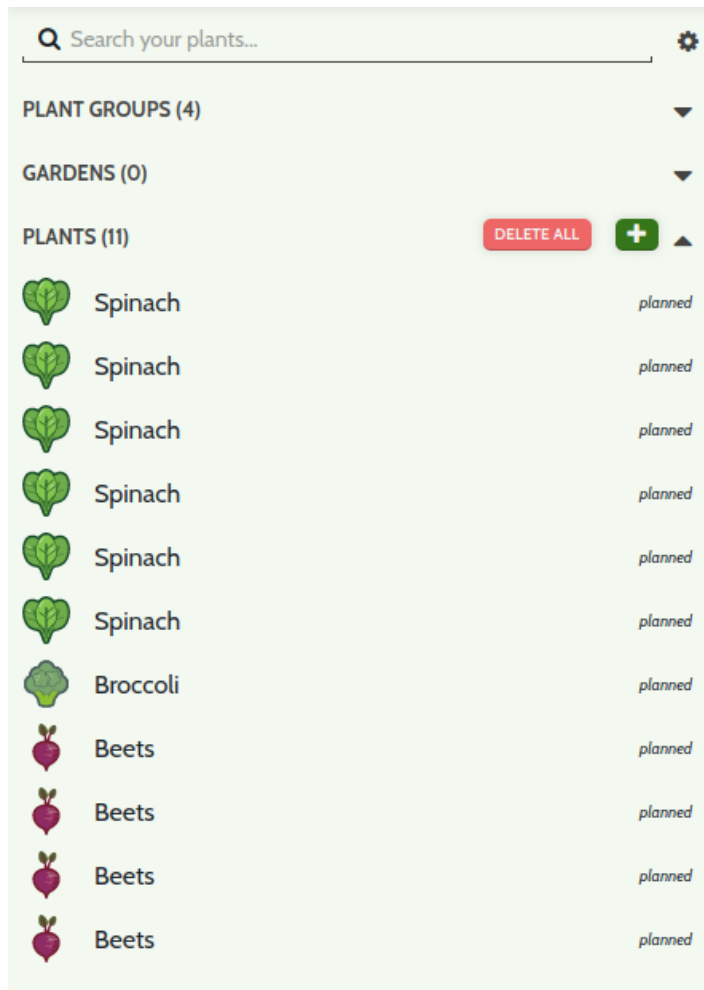 Search your plants...
PLANT GROUPS (4)
GARDENS (0)
PLANTS (11) DELETE ALL +
Spinach planned
Spinach planned
Spinach planned
Spinach planned
Spinach planned
Spinach planned
Broccoli planned
Beets planned
Beets planned
Beets planned
Beets planned